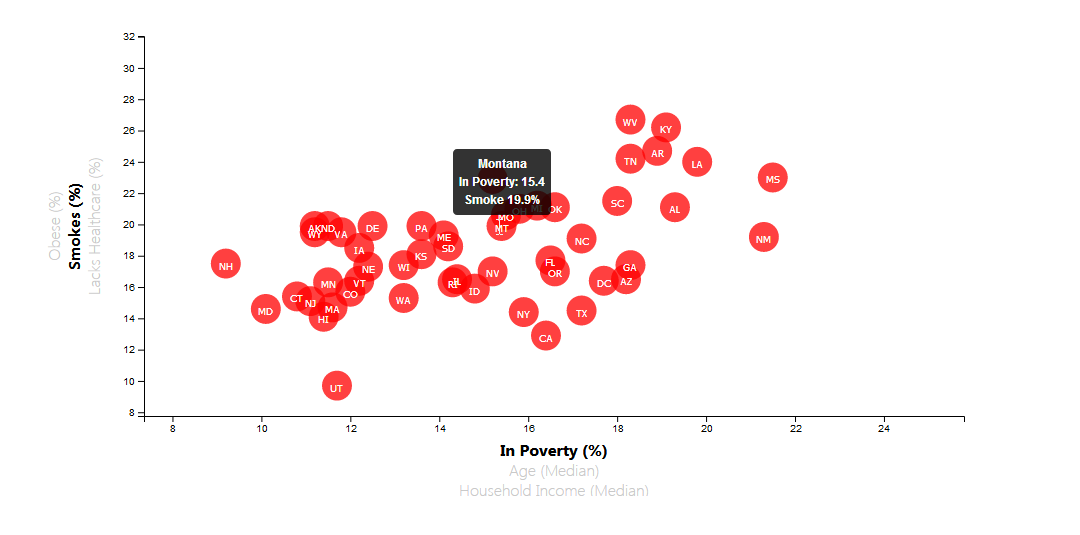 32
30
28
26
24
22
20
18
16
14
12
10
8
8
10
12
14
16
18
20
22
24
Obese (%)
Smokes (%)
Lacks Healthcare (%)
WV
KY
AR
TN
LA
MS
SC
AL
NM
Montana
In Poverty: 15.4
Smoke 19.9%
OK
MO
MT
AK
ND
WY
VA
DE
PA
ME
SD
IA
KS
NC
NH
NE
WI
FL
OR
GA
AZ
DC
NV
IL
RI
ID
MN
VT
CO
CT
NJ
MA
HI
WA
MD
NY
TX
CA
UT
In Poverty (%)
Age (Median)
Household Income (Median)